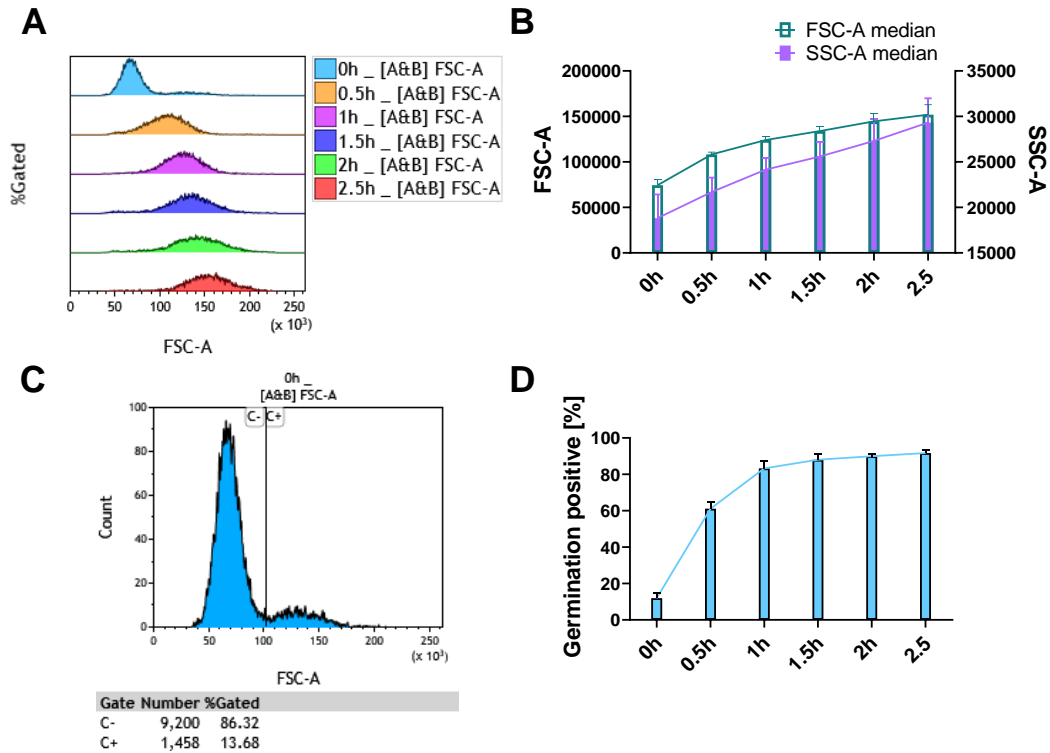 A
0h _ [A&B] FSC-A
0.5h _ [A&B] FSC-A
1h _ [A&B] FSC-A
1.5h _ [A&B] FSC-A
2h _ [A&B] FSC-A
2.5h _ [A&B] FSC-A
%Gated
0 50 100 150 200 250
(x 10³)
FSC-A
B
FSC-A median
SSC-A median
200000
150000
100000
50000
0
FSC-A
35000
30000
25000
20000
15000
SSC-A
0h 0.5h 1h 1.5h 2h 2.5
C
0h _
[A&B] FSC-A
C- C+
100
80
60
40
20
0
Count
0 50 100 150 200 250
(x 10³)
FSC-A
Gate Number %Gated
C- 9,200 86.32
C+ 1,458 13.68
D
Germination positive [%]
100
80
60
40
20
0
0h 0.5h 1h 1.5h 2h 2.5